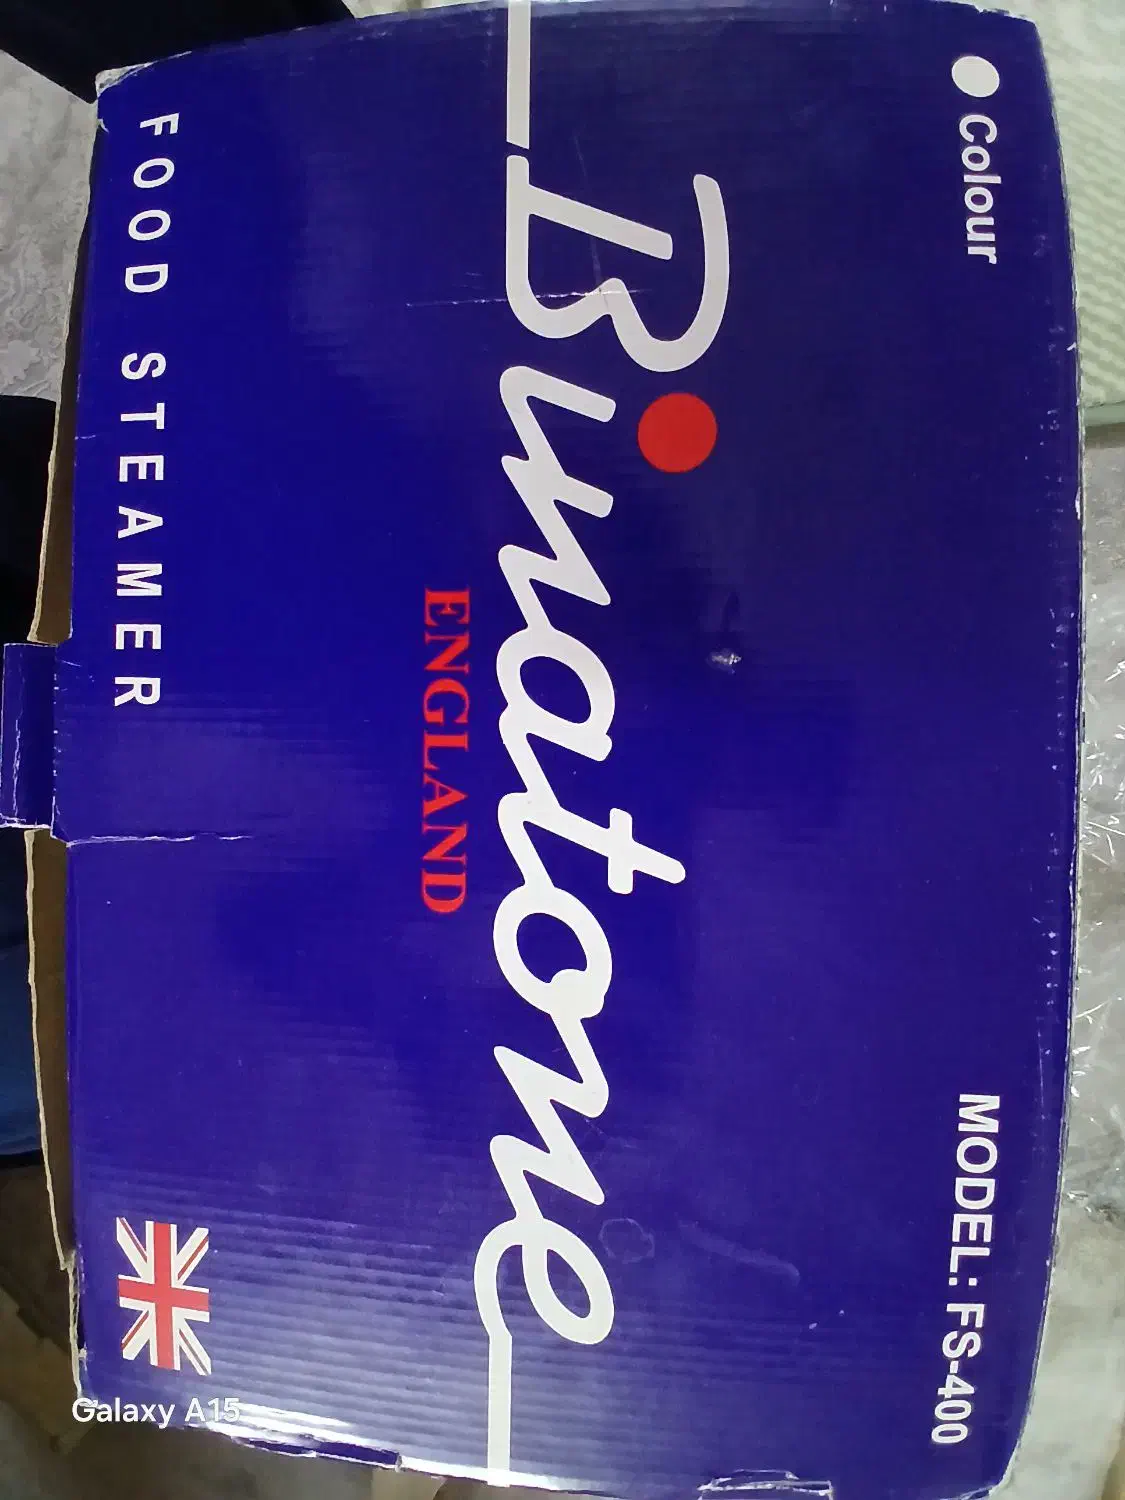 Colour
MODEL: FS-400
Binatone
ENGLAND
FOOD STEAMER
Galaxy A15